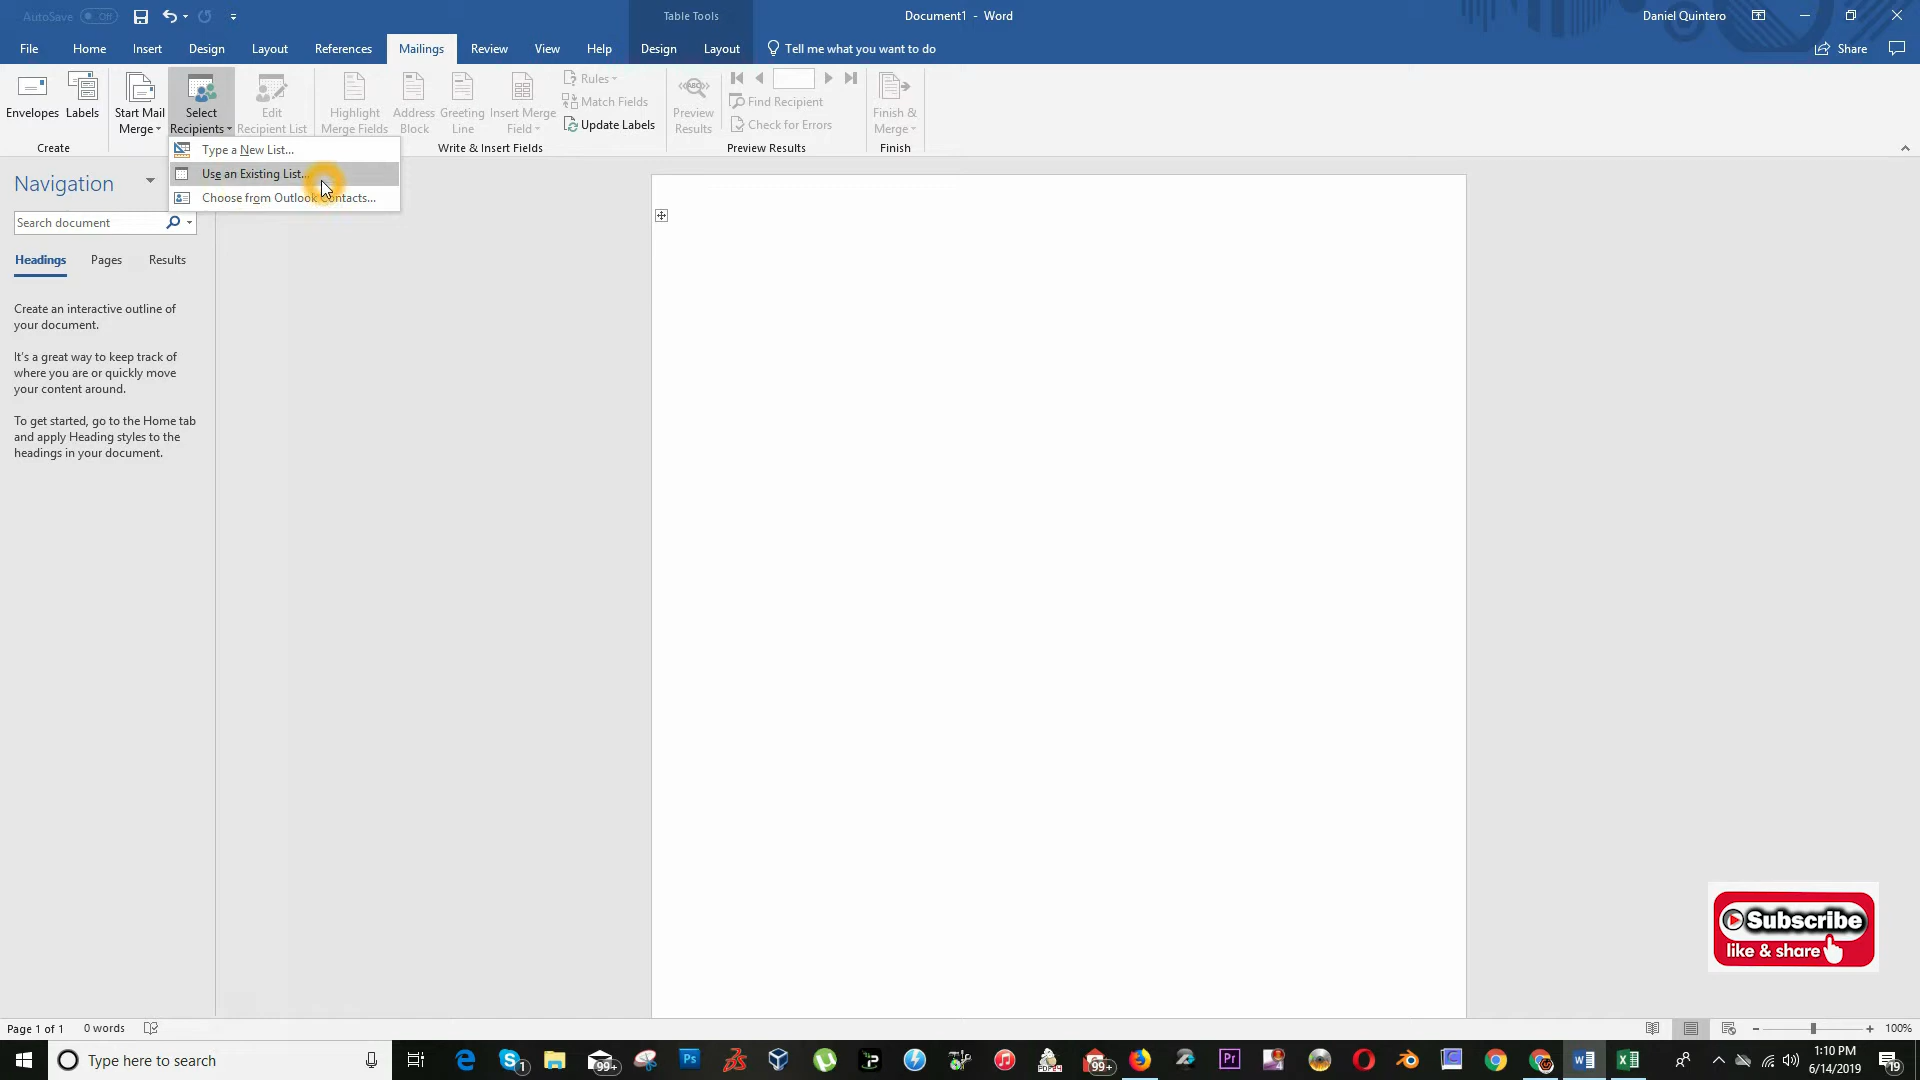 AutoSave Off
Table Tools
Document1 - Word
Daniel Quintero
File Home Insert Design Layout References Mailings Review View Help Design Layout Tell me what you want to do
Share
Envelopes Labels
Start Mail Merge
Select Recipients
Edit Recipient List
Highlight Merge Fields
Address Block
Greeting Line
Insert Merge Field
Rules
Match Fields
Update Labels
Preview Results
Find Recipient
Check for Errors
Finish & Merge
Create
Write & Insert Fields
Preview Results
Finish
Type a New List...
Use an Existing List...
Choose from Outlook Contacts...
Navigation
Search document
Headings Pages Results
Create an interactive outline of
your document.
It's a great way to keep track of
where you are or quickly move
your content around.
To get started, go to the Home tab
and apply Heading styles to the
headings in your document.
Subscribe
like & share
Page 1 of 1 0 words
100%
Type here to search
1:10 PM
6/14/2019